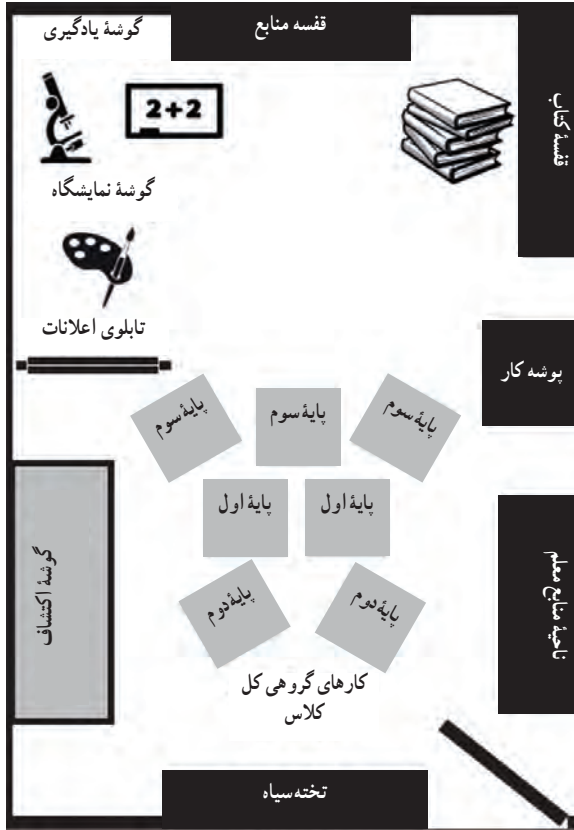 قفسه منابع
گوشهٔ یادگیری
2+2
قفسهٔ کتاب
گوشهٔ نمایشگاه
تابلوی اعلانات
پوشه کار
پایهٔ سوم
پایهٔ سوم
پایهٔ سوم
پایهٔ اول
پایهٔ اول
گوشهٔ اکتشاف
ناحیهٔ منابع معلم
پایهٔ دوم
پایهٔ دوم
کارهای گروهی کل
کلاس
تخته‌سیاه